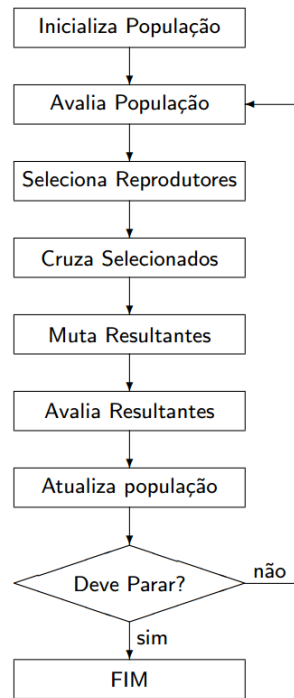 Inicializa População
Avalia População
Seleciona Reprodutores
Cruza Selecionados
Muta Resultantes
Avalia Resultantes
Atualiza população
Deve Parar?
não
sim
FIM